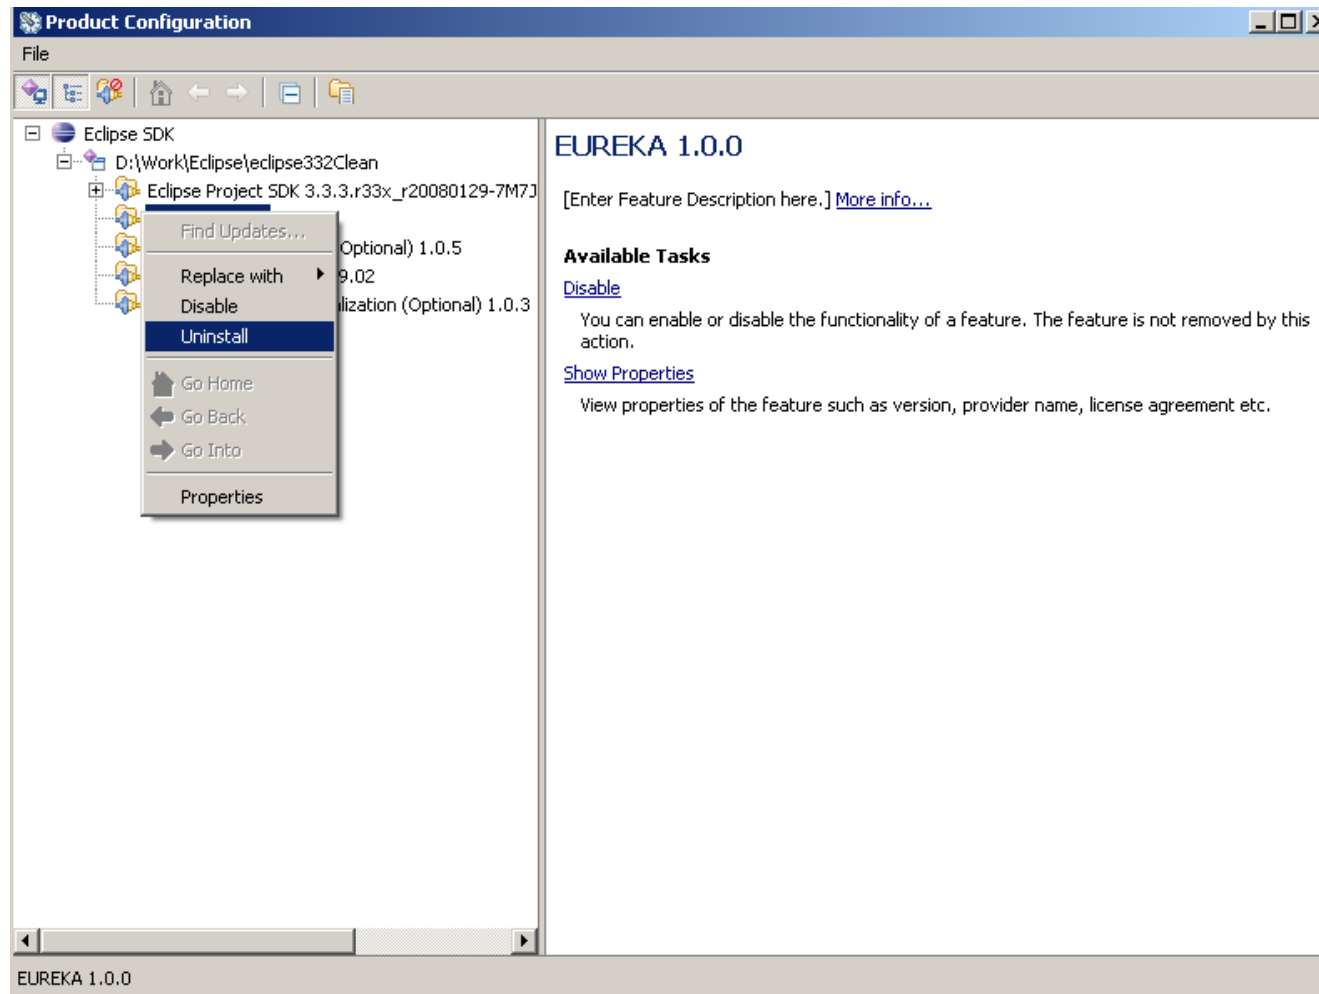 Product Configuration
File
Eclipse SDK
D:\Work\Eclipse\eclipse332Clean
Eclipse Project SDK 3.3.3.r33x_r20080129-7M7J
Optional) 1.0.5
9.02
lization (Optional) 1.0.3
Find Updates...
Replace with
Disable
Uninstall
Go Home
Go Back
Go Into
Properties
EUREKA 1.0.0
[Enter Feature Description here.] More info...
Available Tasks
Disable
You can enable or disable the functionality of a feature. The feature is not removed by this
action.
Show Properties
View properties of the feature such as version, provider name, license agreement etc.
EUREKA 1.0.0